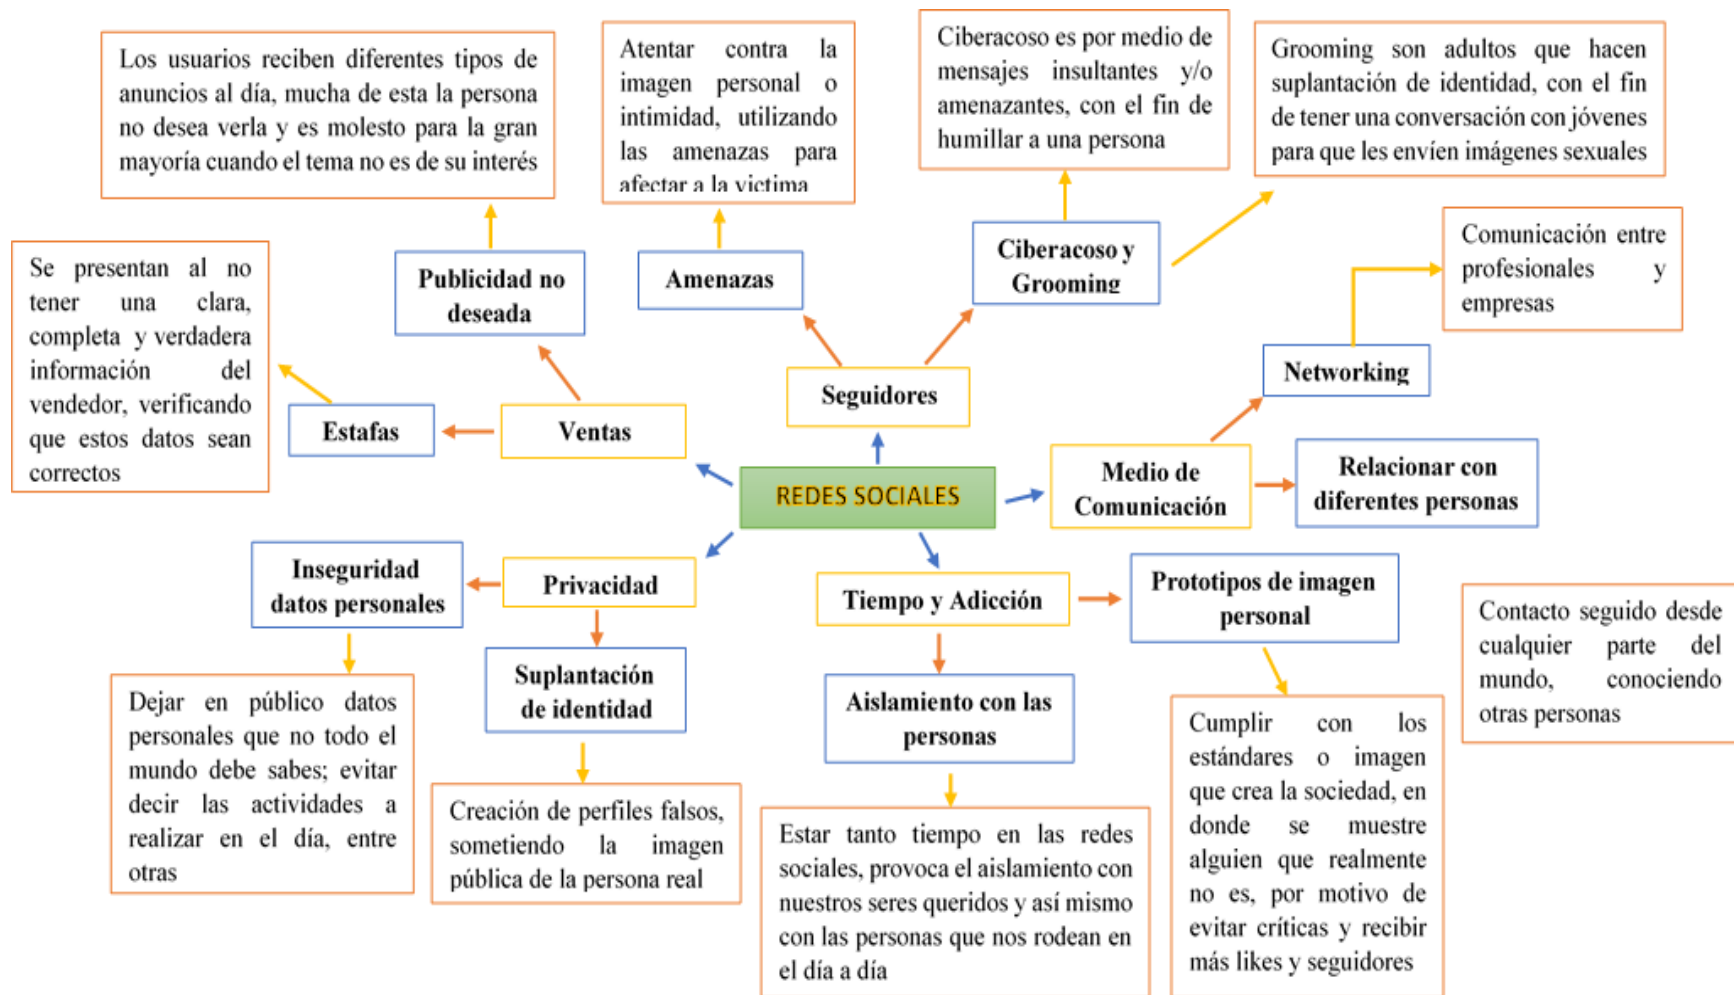 Los usuarios reciben diferentes tipos de
anuncios al día, mucha de esta la persona
no desea verla y es molesto para la gran
mayoría cuando el tema no es de su interés
Atentar contra la
imagen personal o
intimidad, utilizando
las amenazas para
afectar a la victima
Ciberacoso es por medio de
mensajes insultantes y/o
amenazantes, con el fin de
humillar a una persona
Grooming son adultos que hacen
suplantación de identidad, con el fin
de tener una conversación con jóvenes
para que les envíen imágenes sexuales
Se presentan al no
tener una clara,
completa y verdadera
información del
vendedor, verificando
que estos datos sean
correctos
Publicidad no
deseada
Amenazas
Ciberacoso y
Grooming
Comunicación entre
profesionales y
empresas
Estafas
Ventas
Seguidores
Networking
REDES SOCIALES
Medio de
Comunicación
Relacionar con
diferentes personas
Inseguridad
datos personales
Privacidad
Tiempo y Adicción
Prototipos de imagen
personal
Contacto seguido desde
cualquier parte del
mundo, conociendo
otras personas
Suplantación
de identidad
Aislamiento con las
personas
Dejar en público datos
personales que no todo el
mundo debe sabes; evitar
decir las actividades a
realizar en el día, entre
otras
Creación de perfiles falsos,
sometiendo la imagen
pública de la persona real
Estar tanto tiempo en las redes
sociales, provoca el aislamiento con
nuestros seres queridos y así mismo
con las personas que nos rodean en
el día a día
Cumplir con los
estándares o imagen
que crea la sociedad, en
donde se muestre
alguien que realmente
no es, por motivo de
evitar críticas y recibir
más likes y seguidores